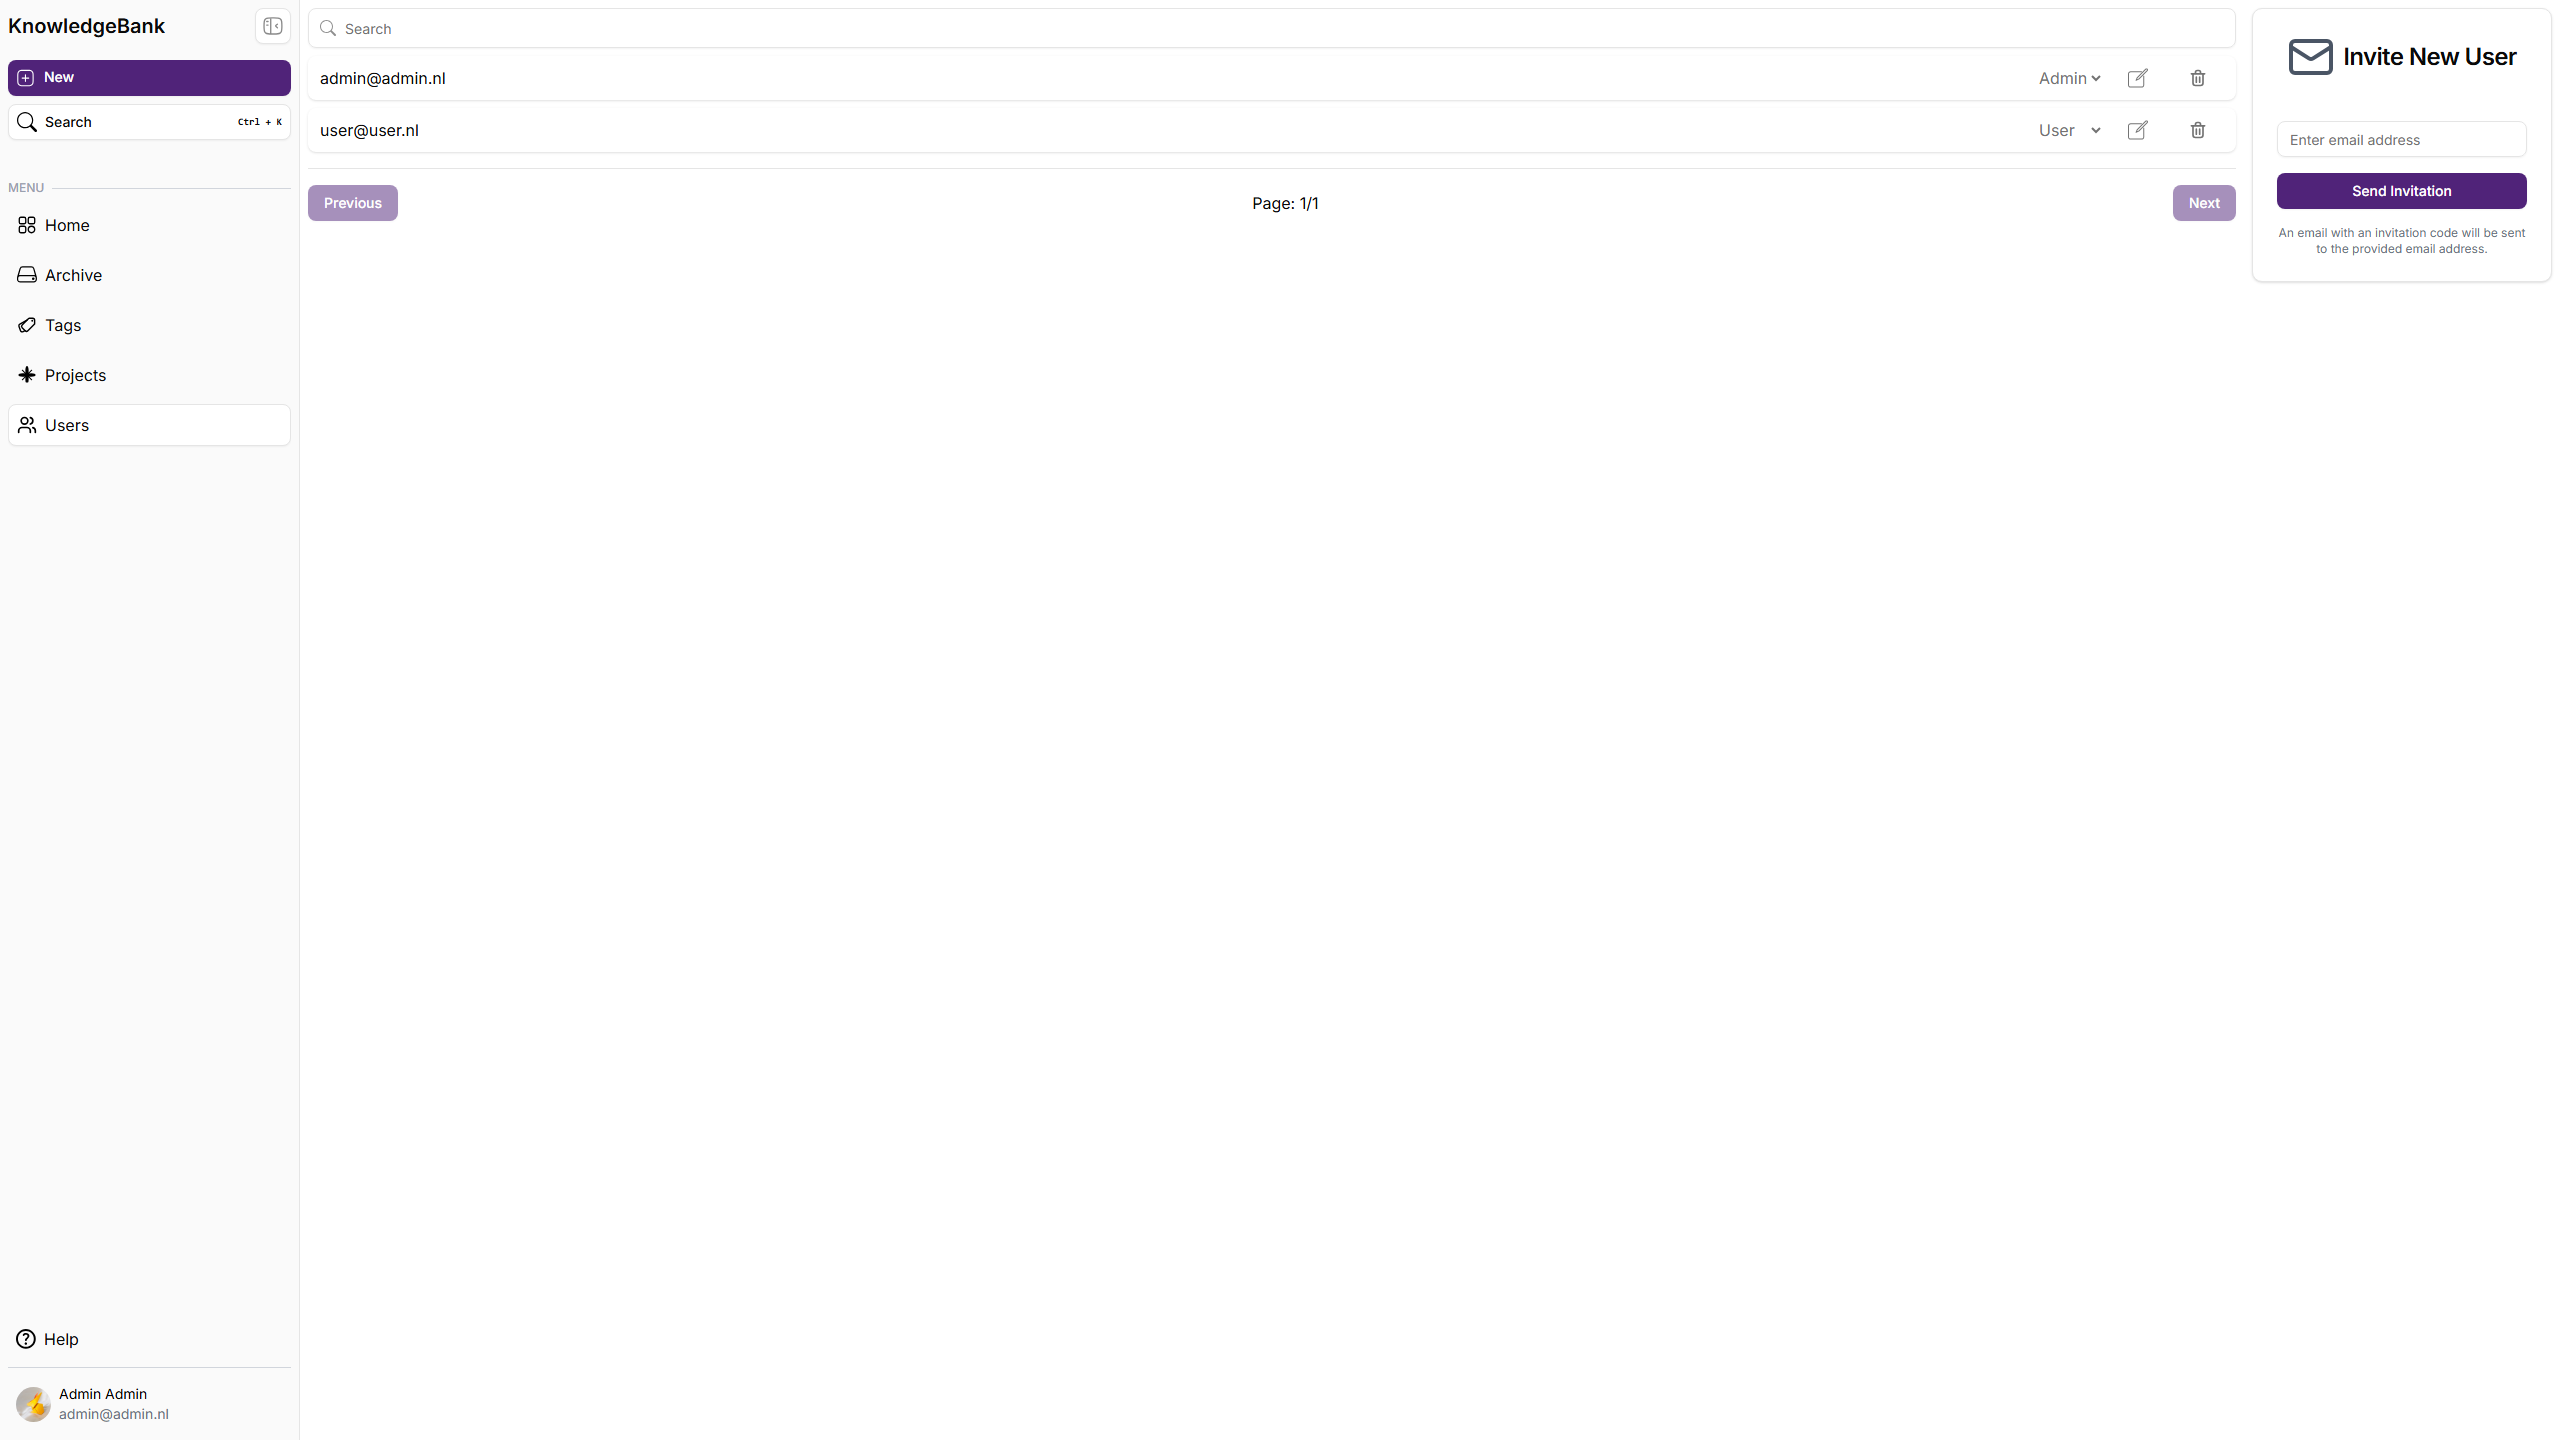 KnowledgeBank
New
Search Ctrl + K
MENU
Home
Archive
Tags
Projects
Users
Help
Admin Admin
admin@admin.nl
Search
admin@admin.nl Admin
user@user.nl User
Previous Page: 1/1 Next
Invite New User
Enter email address
Send Invitation
An email with an invitation code will be sent
to the provided email address.